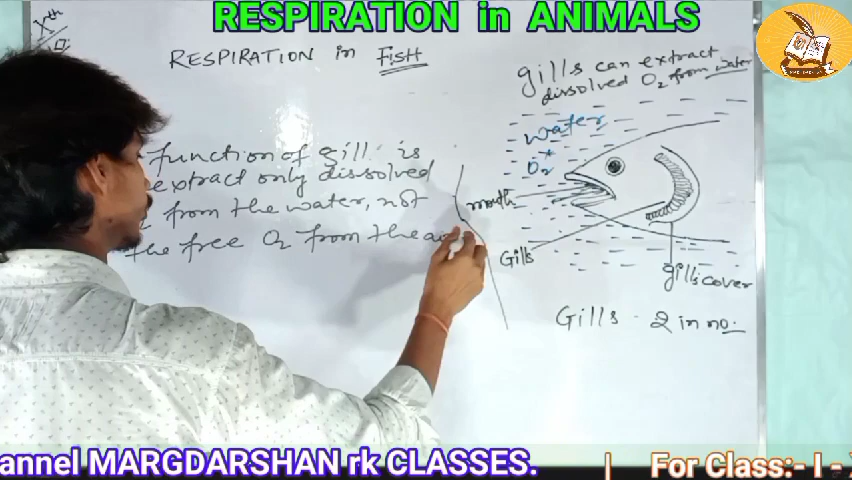 RESPIRATION in ANIMALS
Xth
RESPIRATION in FISH
gills can extract
dissolved O2 from water
water
+
O2
function of gill is
extract only dissolved
from the water, not
the free O2 from the
mouth
Gills
gills cover
Gills - 2 in no.
annel MARGDARSHAN rk CLASSES. | For Class:- I -